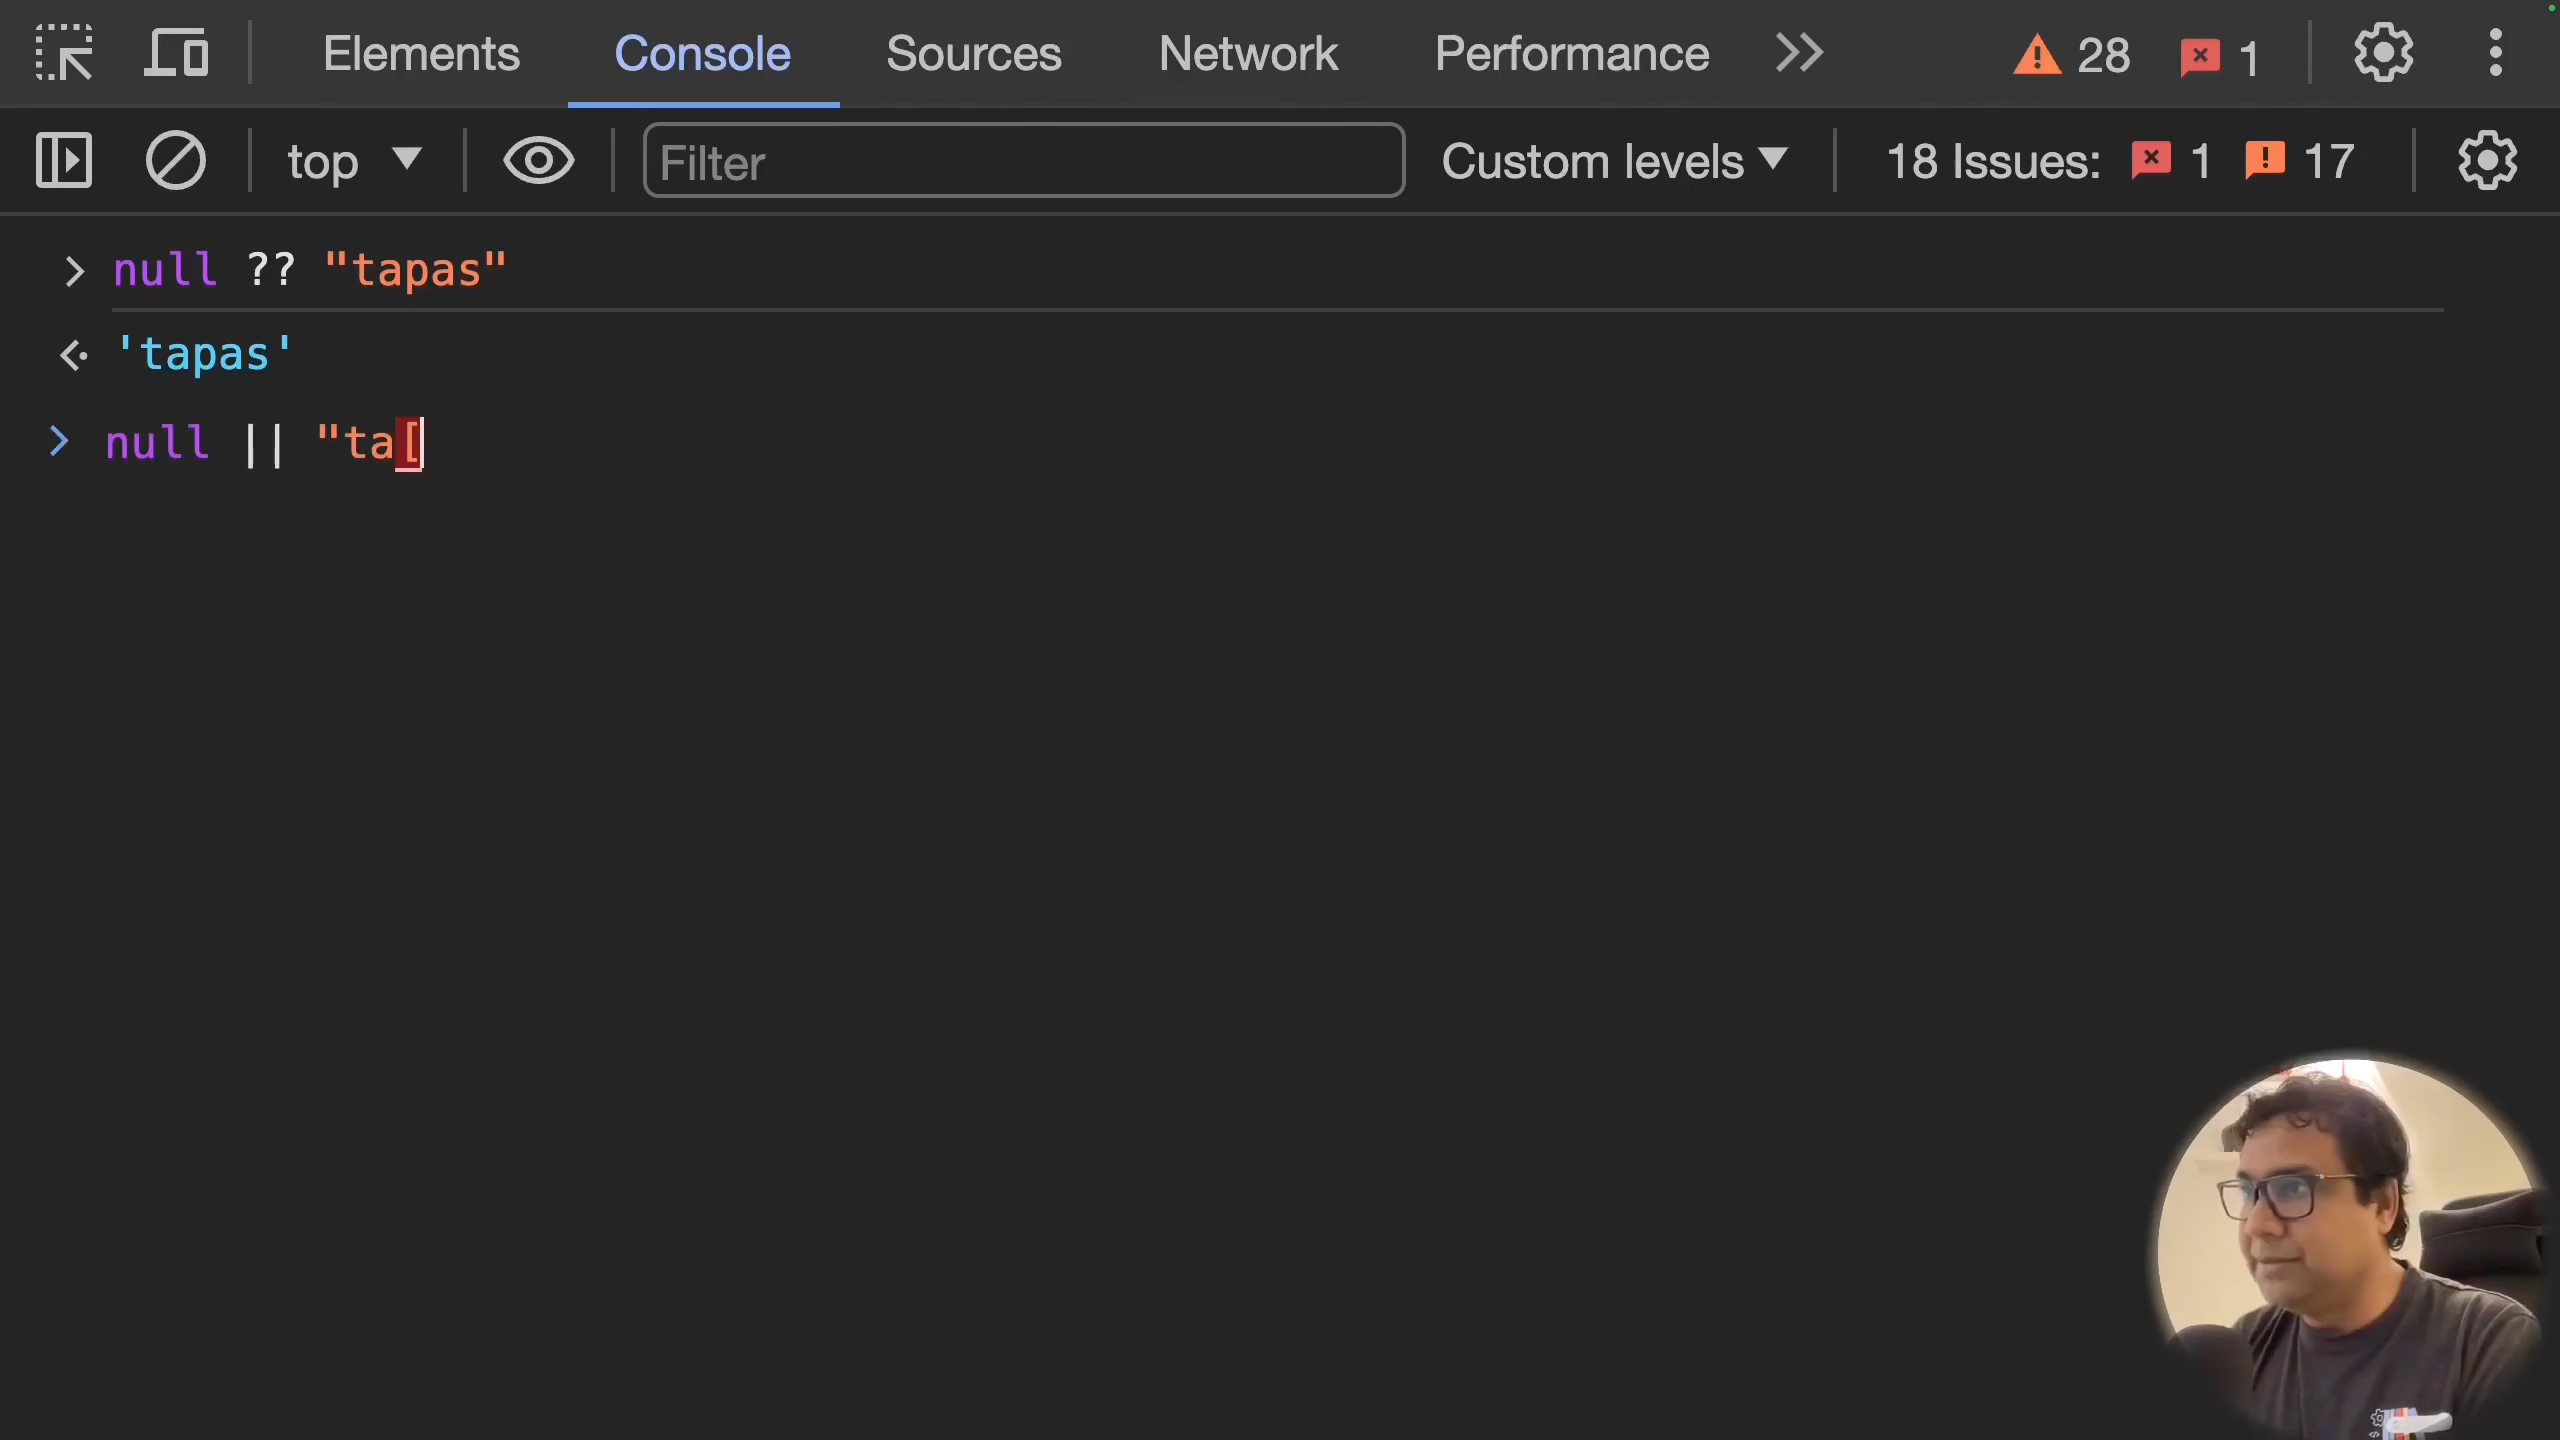 Elements Console Sources Network Performance 28 1
top Filter Custom levels 18 Issues: 1 17
null ?? "tapas"
'tapas'
null || "ta[